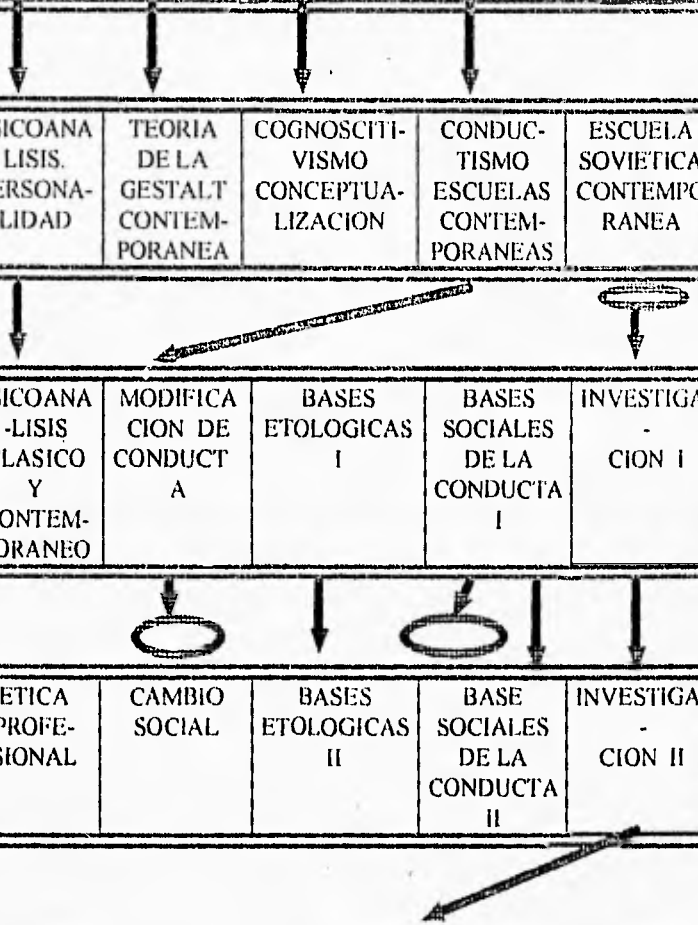 ICOANA
LISIS.
ERSONA-
LIDAD
TEORIA
DE LA
GESTALT
CONTEM-
PORANEA
COGNOSCITI-
VISMO
CONCEPTUA-
LIZACION
CONDUC-
TISMO
ESCUELAS
CONTEM-
PORANEAS
ESCUELA
SOVIETICA
CONTEMPO
RANEA
ICOANA
-LISIS
LASICO
Y
ONTEM-
ORANEO
MODIFICA
CION DE
CONDUCT
A
BASES
ETOLOGICAS
I
BASES
SOCIALES
DE LA
CONDUCTA
I
INVESTIGA
-
CION I
ETICA
PROFE-
SIONAL
CAMBIO
SOCIAL
BASES
ETOLOGICAS
II
BASE
SOCIALES
DE LA
CONDUCTA
II
INVESTIGA
-
CION II